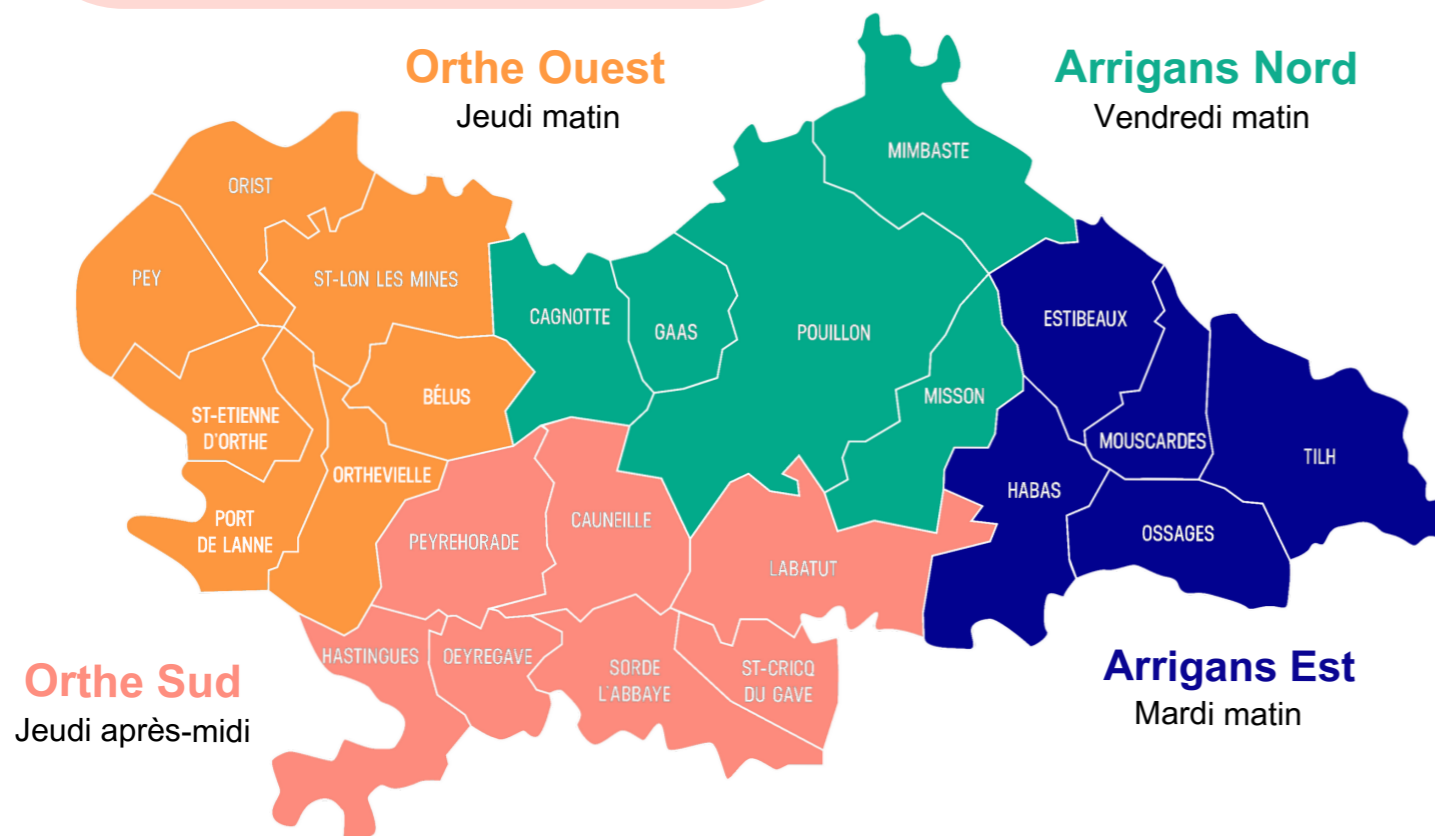 Orthe Ouest
Jeudi matin
Arrigans Nord
Vendredi matin
MIMBASTE
ORIST
PEY
ST-LON LES MINES
CAGNOTTE
GAAS
POUILLON
ESTIBEAUX
BÉLUS
MISSON
ST-ETIENNE
D'ORTHE
MOUSCARDES
TILH
ORTHEVIELLE
HABAS
PORT
DE LANNE
CAUNEILLE
PEYREHORADE
OSSAGES
LABATUT
HASTINGUES
OEYREGAVE
SORDE
L'ABBAYE
ST-CRICQ
DU GAVE
Orthe Sud
Jeudi après-midi
Arrigans Est
Mardi matin